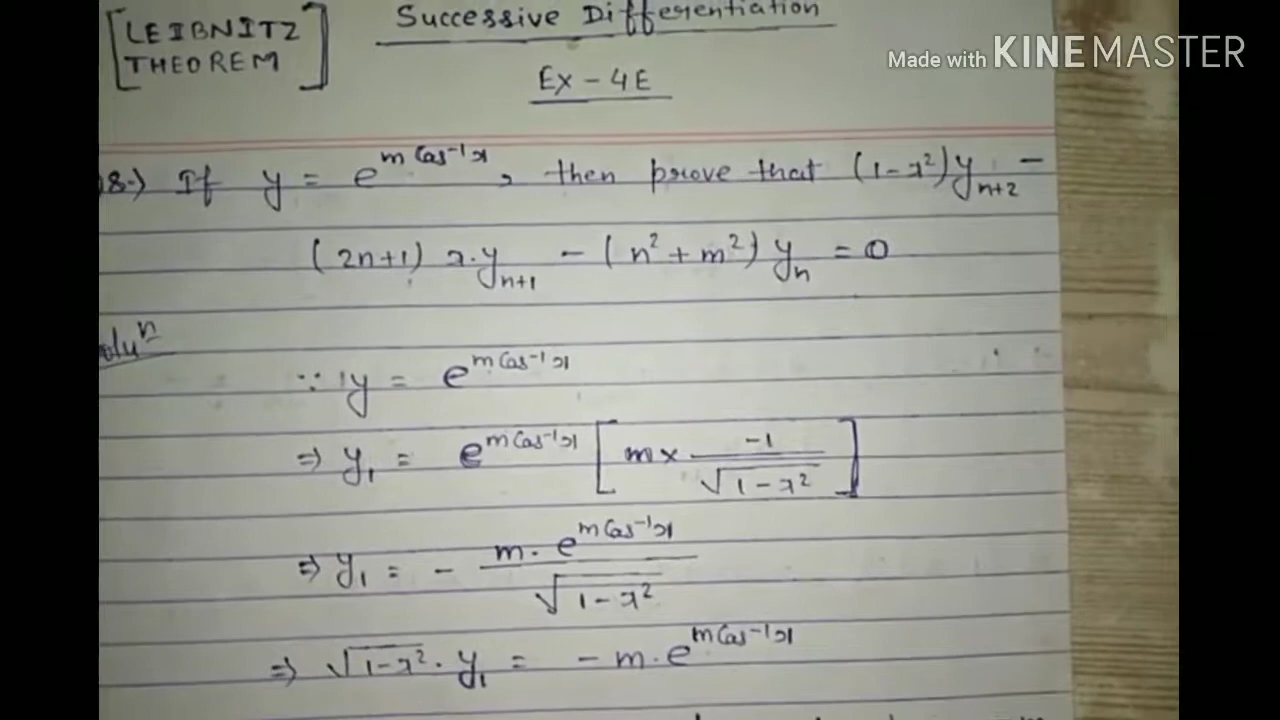 [LEIBNITZ THEOREM]
Successive Differentiation
Made with KINEMASTER
Ex - 4E
08.) If y = e^(m Cos⁻¹x), then prove that (1-x²)y_(n+2) -
(2n+1) x.y_(n+1) - (n² + m²) y_n = 0
∵ y = e^(m Cos⁻¹x)
⇒ y₁ = e^(m Cos⁻¹x) [m × -1/√(1-x²)]
⇒ y₁ = - m. e^(m Cos⁻¹x)/√(1-x²)
⇒ √(1-x²) . y₁ = - m. e^(m Cos⁻¹x)